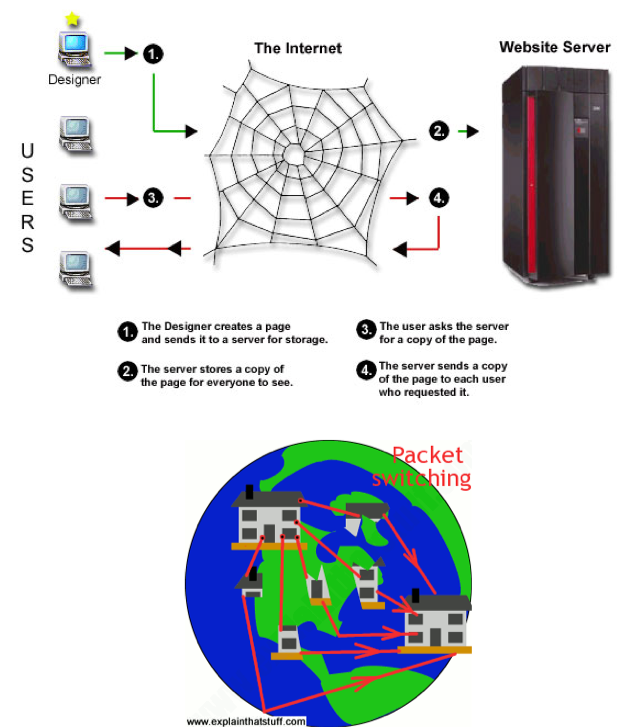 The Internet
Website Server
1.
Designer
2.
USERS
3.
4.
1. The Designer creates a page
and sends it to a server for storage.
2. The server stores a copy of
the page for everyone to see.
3. The user asks the server
for a copy of the page.
4. The server sends a copy
of the page to each user
who requested it.
Packet
switching
www.explainthatstuff.com